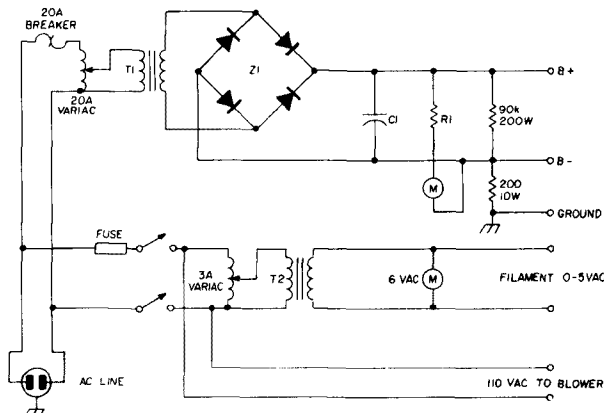 20A
BREAKER
T1
20A
VARIAC
Z1
C1
R1
M
90k
200W
B+
B-
200
10W
GROUND
FUSE
3A
VARIAC
T2
6 VAC
M
FILAMENT 0-5VAC
AC LINE
110 VAC TO BLOWER